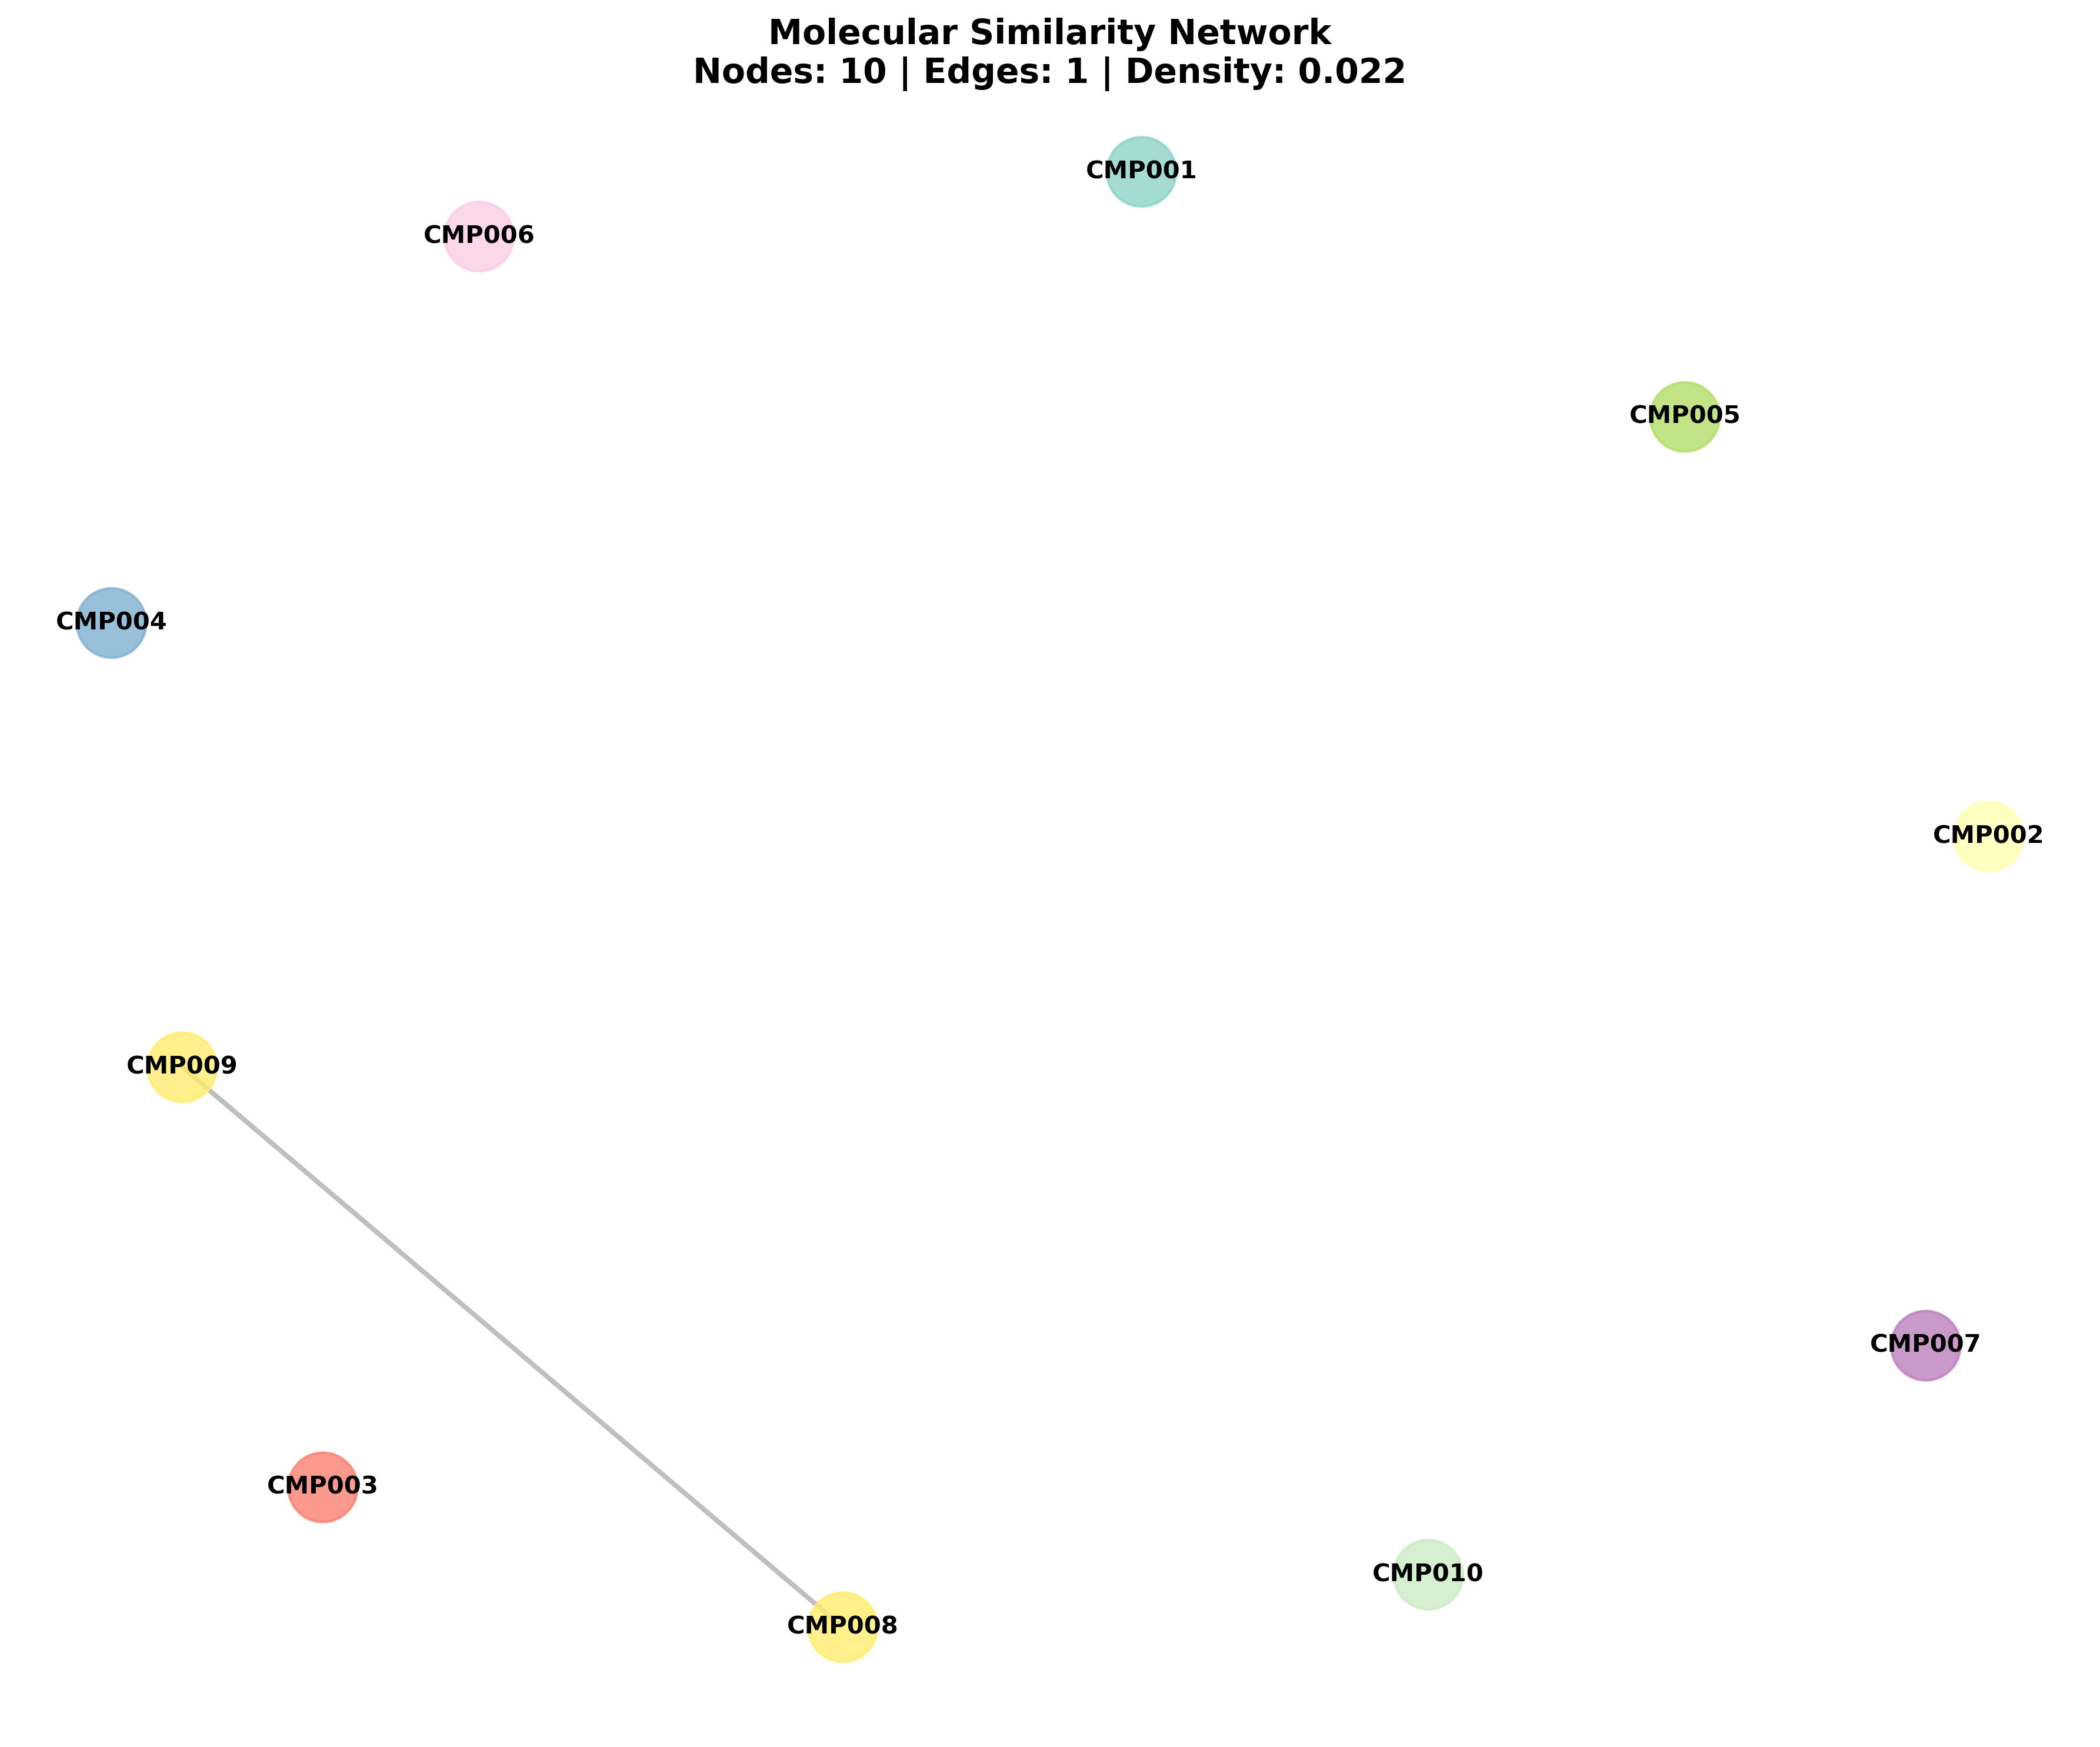 Molecular Similarity Network
Nodes: 10 | Edges: 1 | Density: 0.022
CMP001
CMP006
CMP005
CMP004
CMP002
CMP009
CMP007
CMP003
CMP010
CMP008